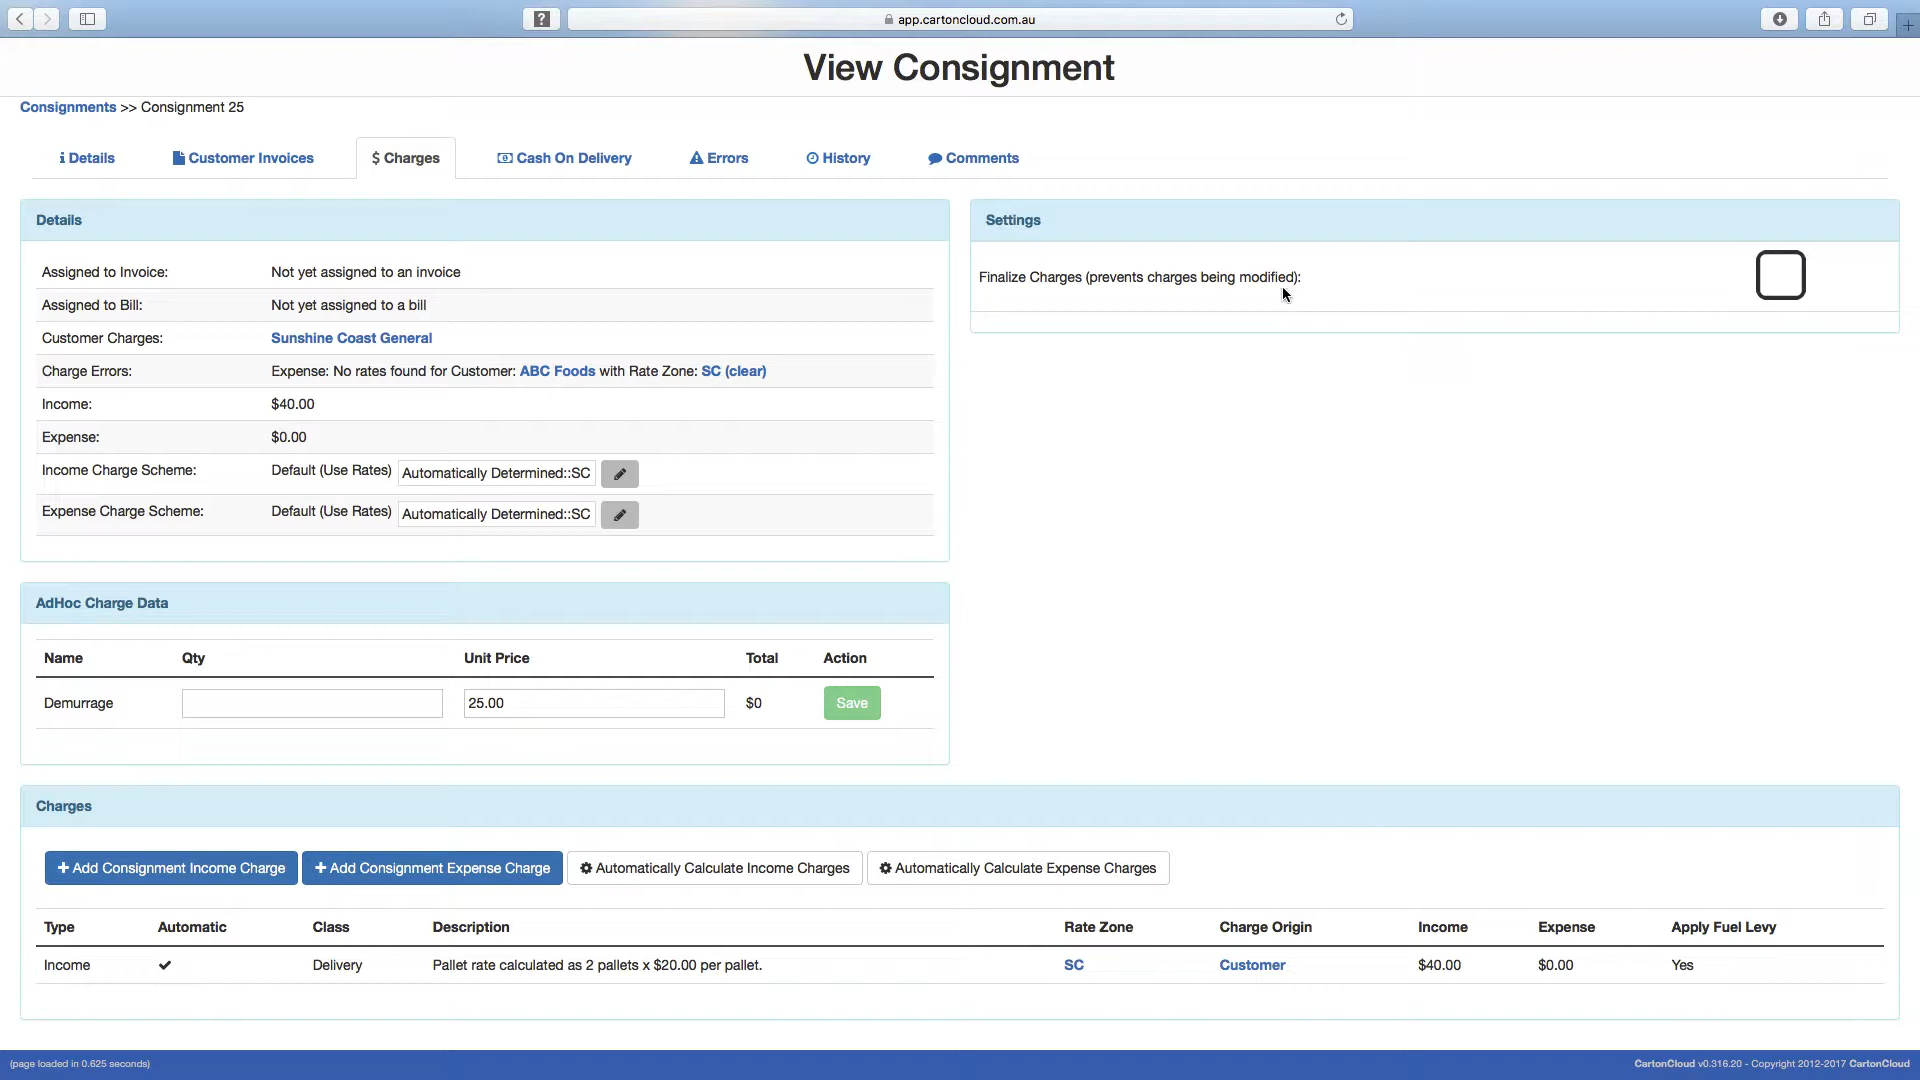 app.cartoncloud.com.au
View Consignment
Consignments >> Consignment 25
Details
Customer Invoices
$ Charges
Cash On Delivery
Errors
History
Comments
Details
Assigned to Invoice: Not yet assigned to an invoice
Assigned to Bill: Not yet assigned to a bill
Customer Charges: Sunshine Coast General
Charge Errors: Expense: No rates found for Customer: ABC Foods with Rate Zone: SC (clear)
Income: $40.00
Expense: $0.00
Income Charge Scheme: Default (Use Rates) Automatically Determined::SC
Expense Charge Scheme: Default (Use Rates) Automatically Determined::SC
Settings
Finalize Charges (prevents charges being modified):
AdHoc Charge Data
Name Qty Unit Price Total Action
Demurrage 25.00 $0 Save
Charges
+ Add Consignment Income Charge + Add Consignment Expense Charge Automatically Calculate Income Charges Automatically Calculate Expense Charges
Type Automatic Class Description Rate Zone Charge Origin Income Expense Apply Fuel Levy
Income ✔ Delivery Pallet rate calculated as 2 pallets x $20.00 per pallet. SC Customer $40.00 $0.00 Yes
(page loaded in 0.625 seconds)
CartonCloud v0.316.20 - Copyright 2012-2017 CartonCloud